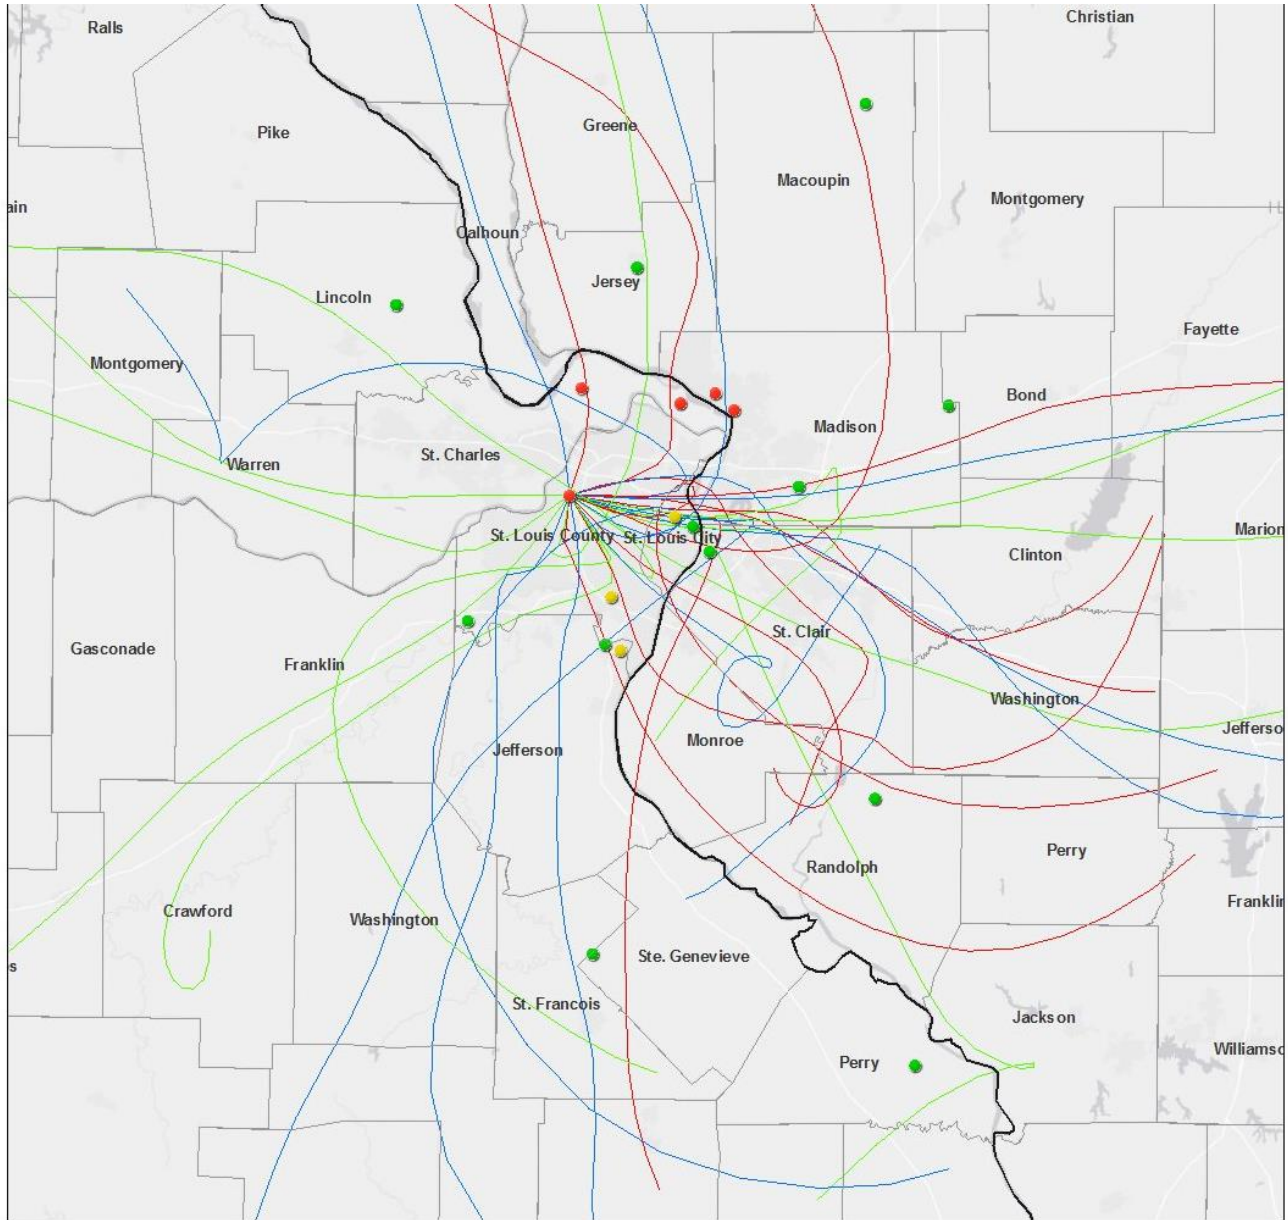 Ralls
Christian
Pike
Greene
Macoupin
Montgomery
ain
Calhoun
Jersey
Lincoln
Fayette
Montgomery
Bond
Madison
St. Charles
Warren
St. Louis County
St. Louis City
Marion
Clinton
St. Clair
Gasconade
Franklin
Washington
Jefferso
Monroe
Jefferson
Perry
Randolph
Franklin
Crawford
Washington
Ste. Genevieve
s
St. Francois
Jackson
Williamso
Perry